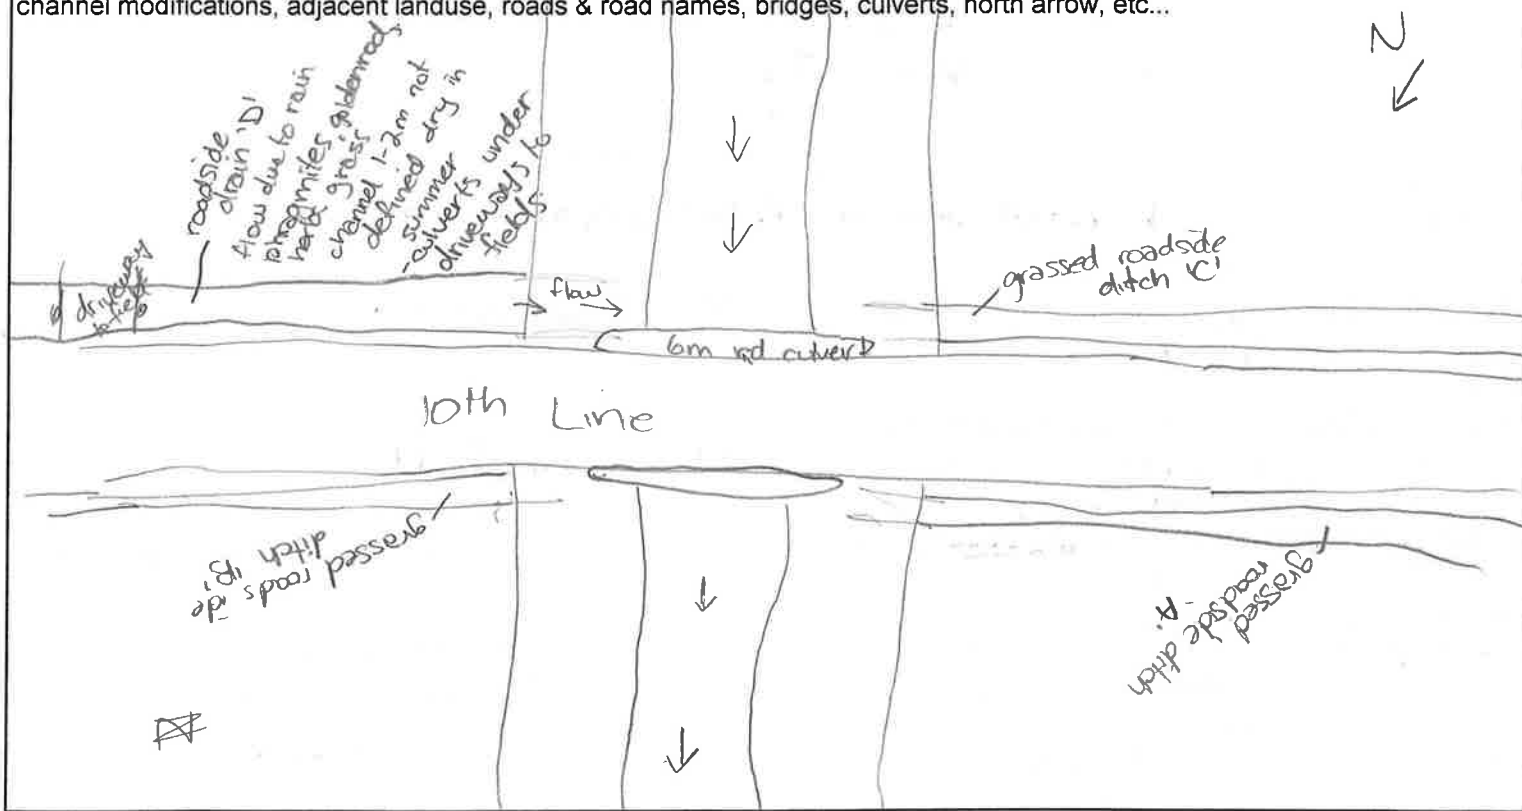 channel modifications, adjacent landuse, roads & road names, bridges, culverts, north arrow, etc...
N
roadside
drain 'D'
flow due to rain
phragmites, goldenrod,
herb grass
channel 1-2m not
defined dry in
summer
-culverts under
driveways to
fields.
driveway
to field
flow
grassed roadside
ditch 'C'
6m culvert
10th Line
grassed roadside
ditch 'B'
grassed
roadside ditch
'A'